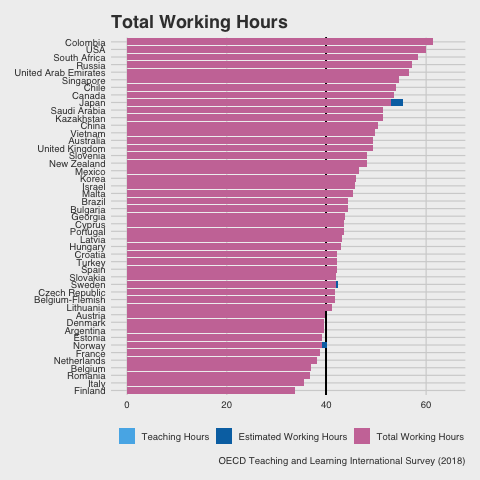 Total Working Hours
Colombia
USA
South Africa
Russia
United Arab Emirates
Singapore
Chile
Canada
Japan
Saudi Arabia
Kazakhstan
China
Vietnam
Australia
United Kingdom
Slovenia
New Zealand
Mexico
Korea
Israel
Malta
Brazil
Bulgaria
Georgia
Cyprus
Portugal
Latvia
Hungary
Croatia
Turkey
Spain
Slovakia
Sweden
Czech Republic
Belgium-Flemish
Lithuania
Austria
Denmark
Argentina
Estonia
Norway
France
Netherlands
Belgium
Romania
Italy
Finland
0 20 40 60
Teaching Hours Estimated Working Hours Total Working Hours
OECD Teaching and Learning International Survey (2018)